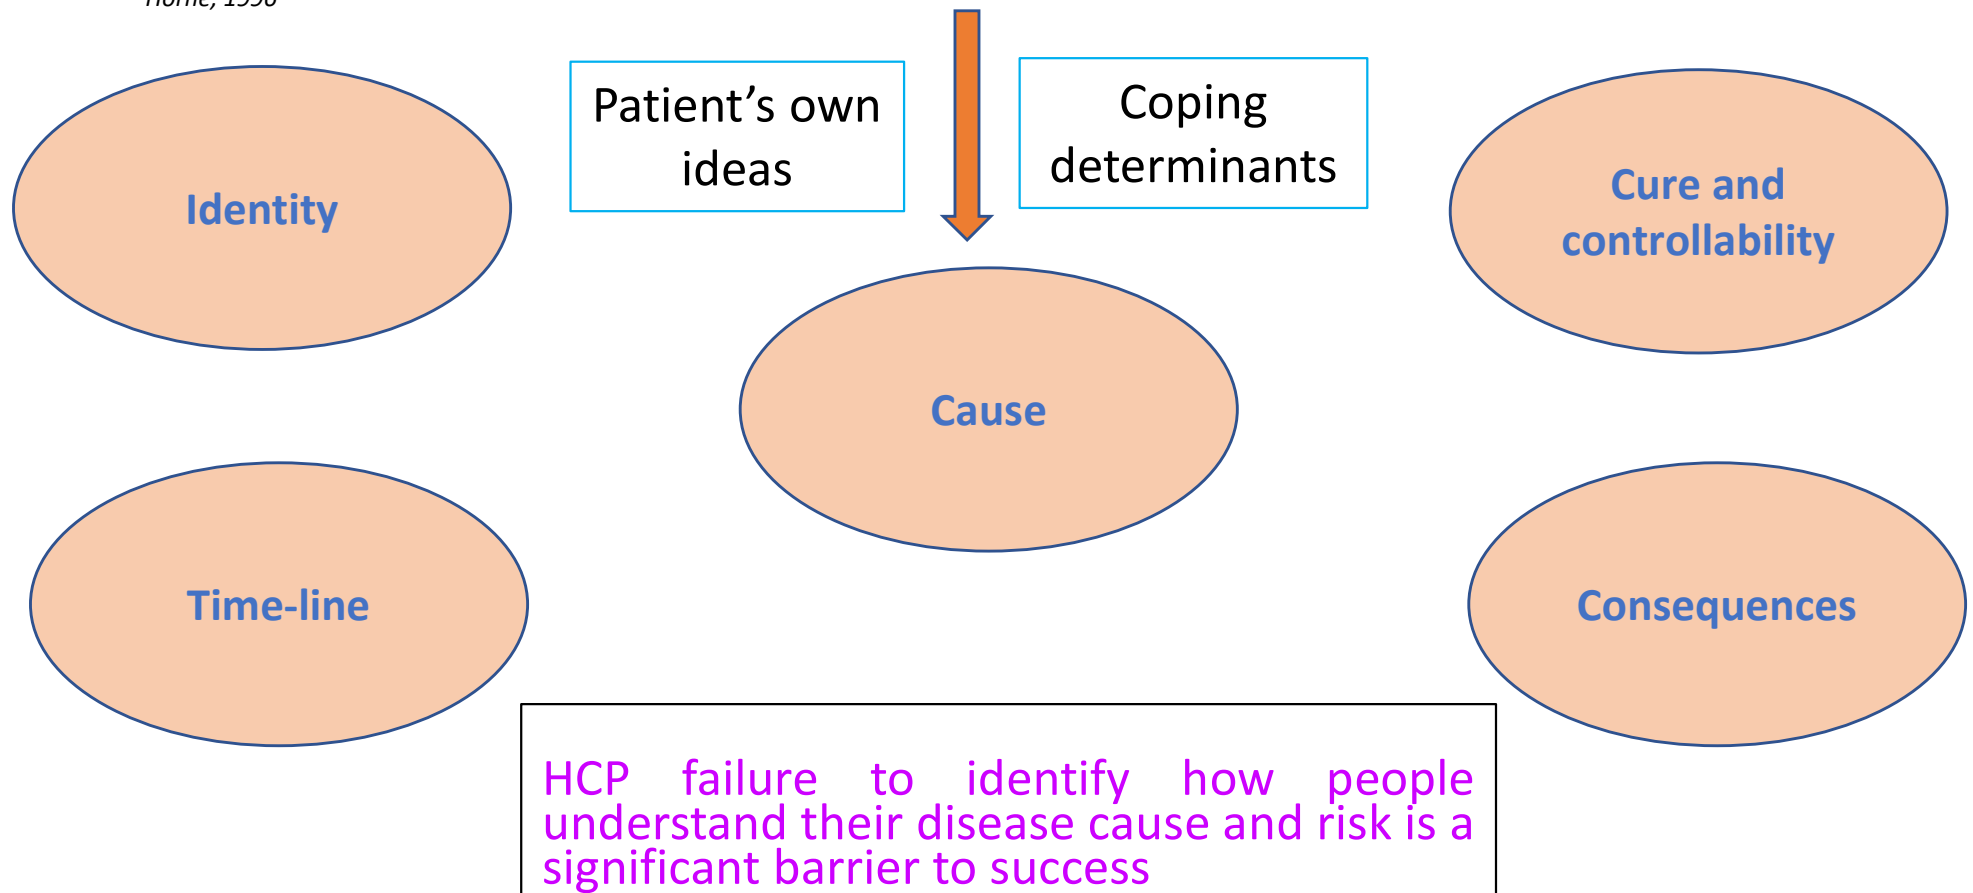 Patient’s own
ideas
Coping
determinants
Identity
Cure and
controllability
Cause
Time-line
Consequences
HCP failure to identify how people
understand their disease cause and risk is a
significant barrier to success